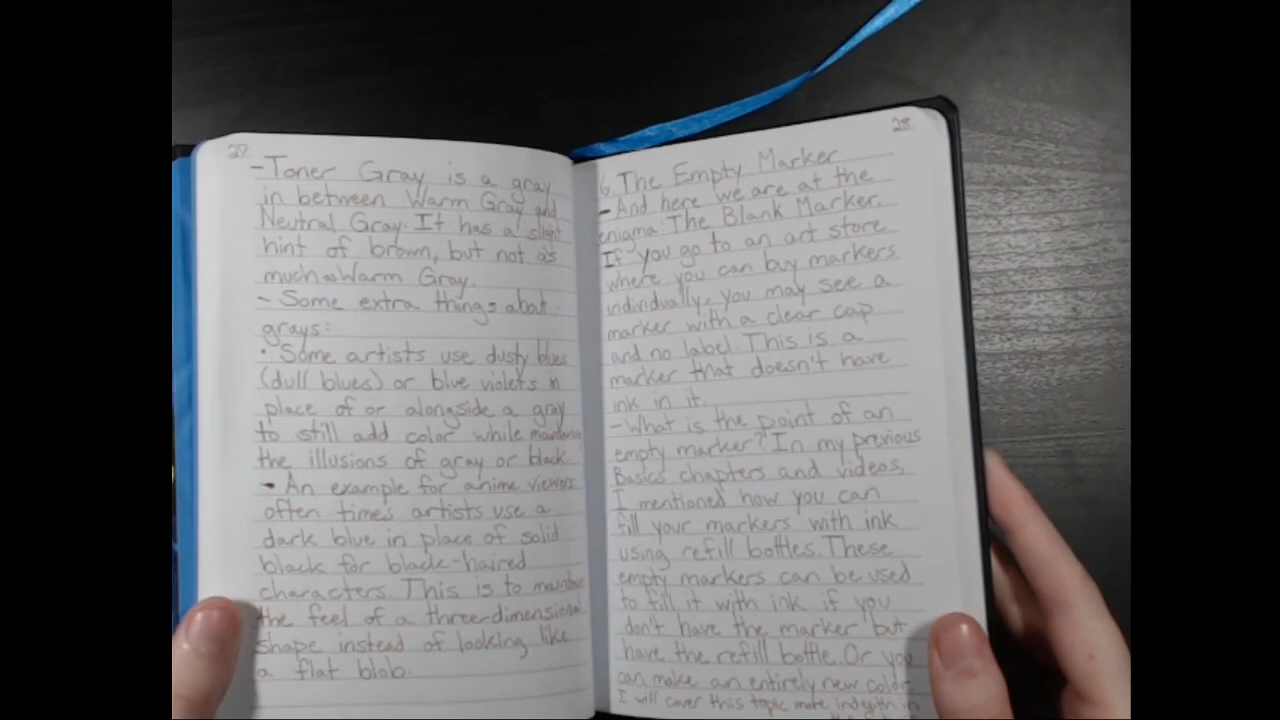 27.
- Toner Gray is a gray
in between Warm Gray and
Neutral Gray. It has a slight
hint of brown, but not as
much as Warm Gray.
- Some extra things about
grays:
• Some artists use dusty blues
(dull blues) or blue violets in
place of or alongside a gray
to still add color while maintaining
the illusions of gray or black.
- An example for anime viewers
often times artists use a
dark blue in place of solid
black for black-haired
characters. This is to maintain
the feel of a three-dimensional
shape instead of looking like
a flat blob.
28.
6. The Empty Marker
- And here we are at the
enigma: The Blank Marker.
If you go to an art store
where you can buy markers
individually, you may see a
marker with a clear cap
and no label. This is a
marker that doesn't have
ink in it.
- What is the point of an
empty marker? In my previous
Basics chapters and videos,
I mentioned how you can
fill your markers with ink
using refill bottles. These
empty markers can be used
to fill it with ink if you
don't have the marker but
have the refill bottle. Or you
can make an entirely new color
I will cover this topic more indepth in